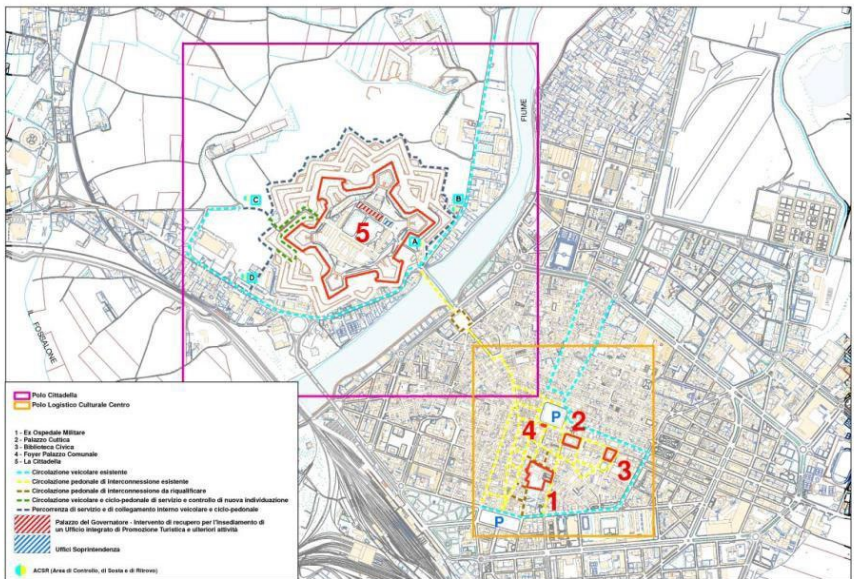 FIUME
C
B
5
A
D
IL FOSSALONE
P
2
4
3
1
P
Polo Cittadella
Polo Logistico Culturale Centro
1 - Ex Ospedale Militare
2 - Palazzo Cuttica
3 - Biblioteca Civica
4 - Foyer Palazzo Comunale
5 - La Cittadella
Circolazione veicolare esistente
Circolazione pedonale di interconnessione esistente
Circolazione pedonale di interconnessione da riqualificare
Circolazione veicolare e ciclo-pedonale di servizio e controllo di nuova individuazione
Percorrenza di servizio e di collegamento interno veicolare e ciclo-pedonale
Palazzo del Governatore - Intervento di recupero per l'insediamento di
un Ufficio integrato di Promozione Turistica e ulteriori attività
Uffici Soprintendenza
ACSR (Area di Controllo, di Sosta e di Ritrovo)